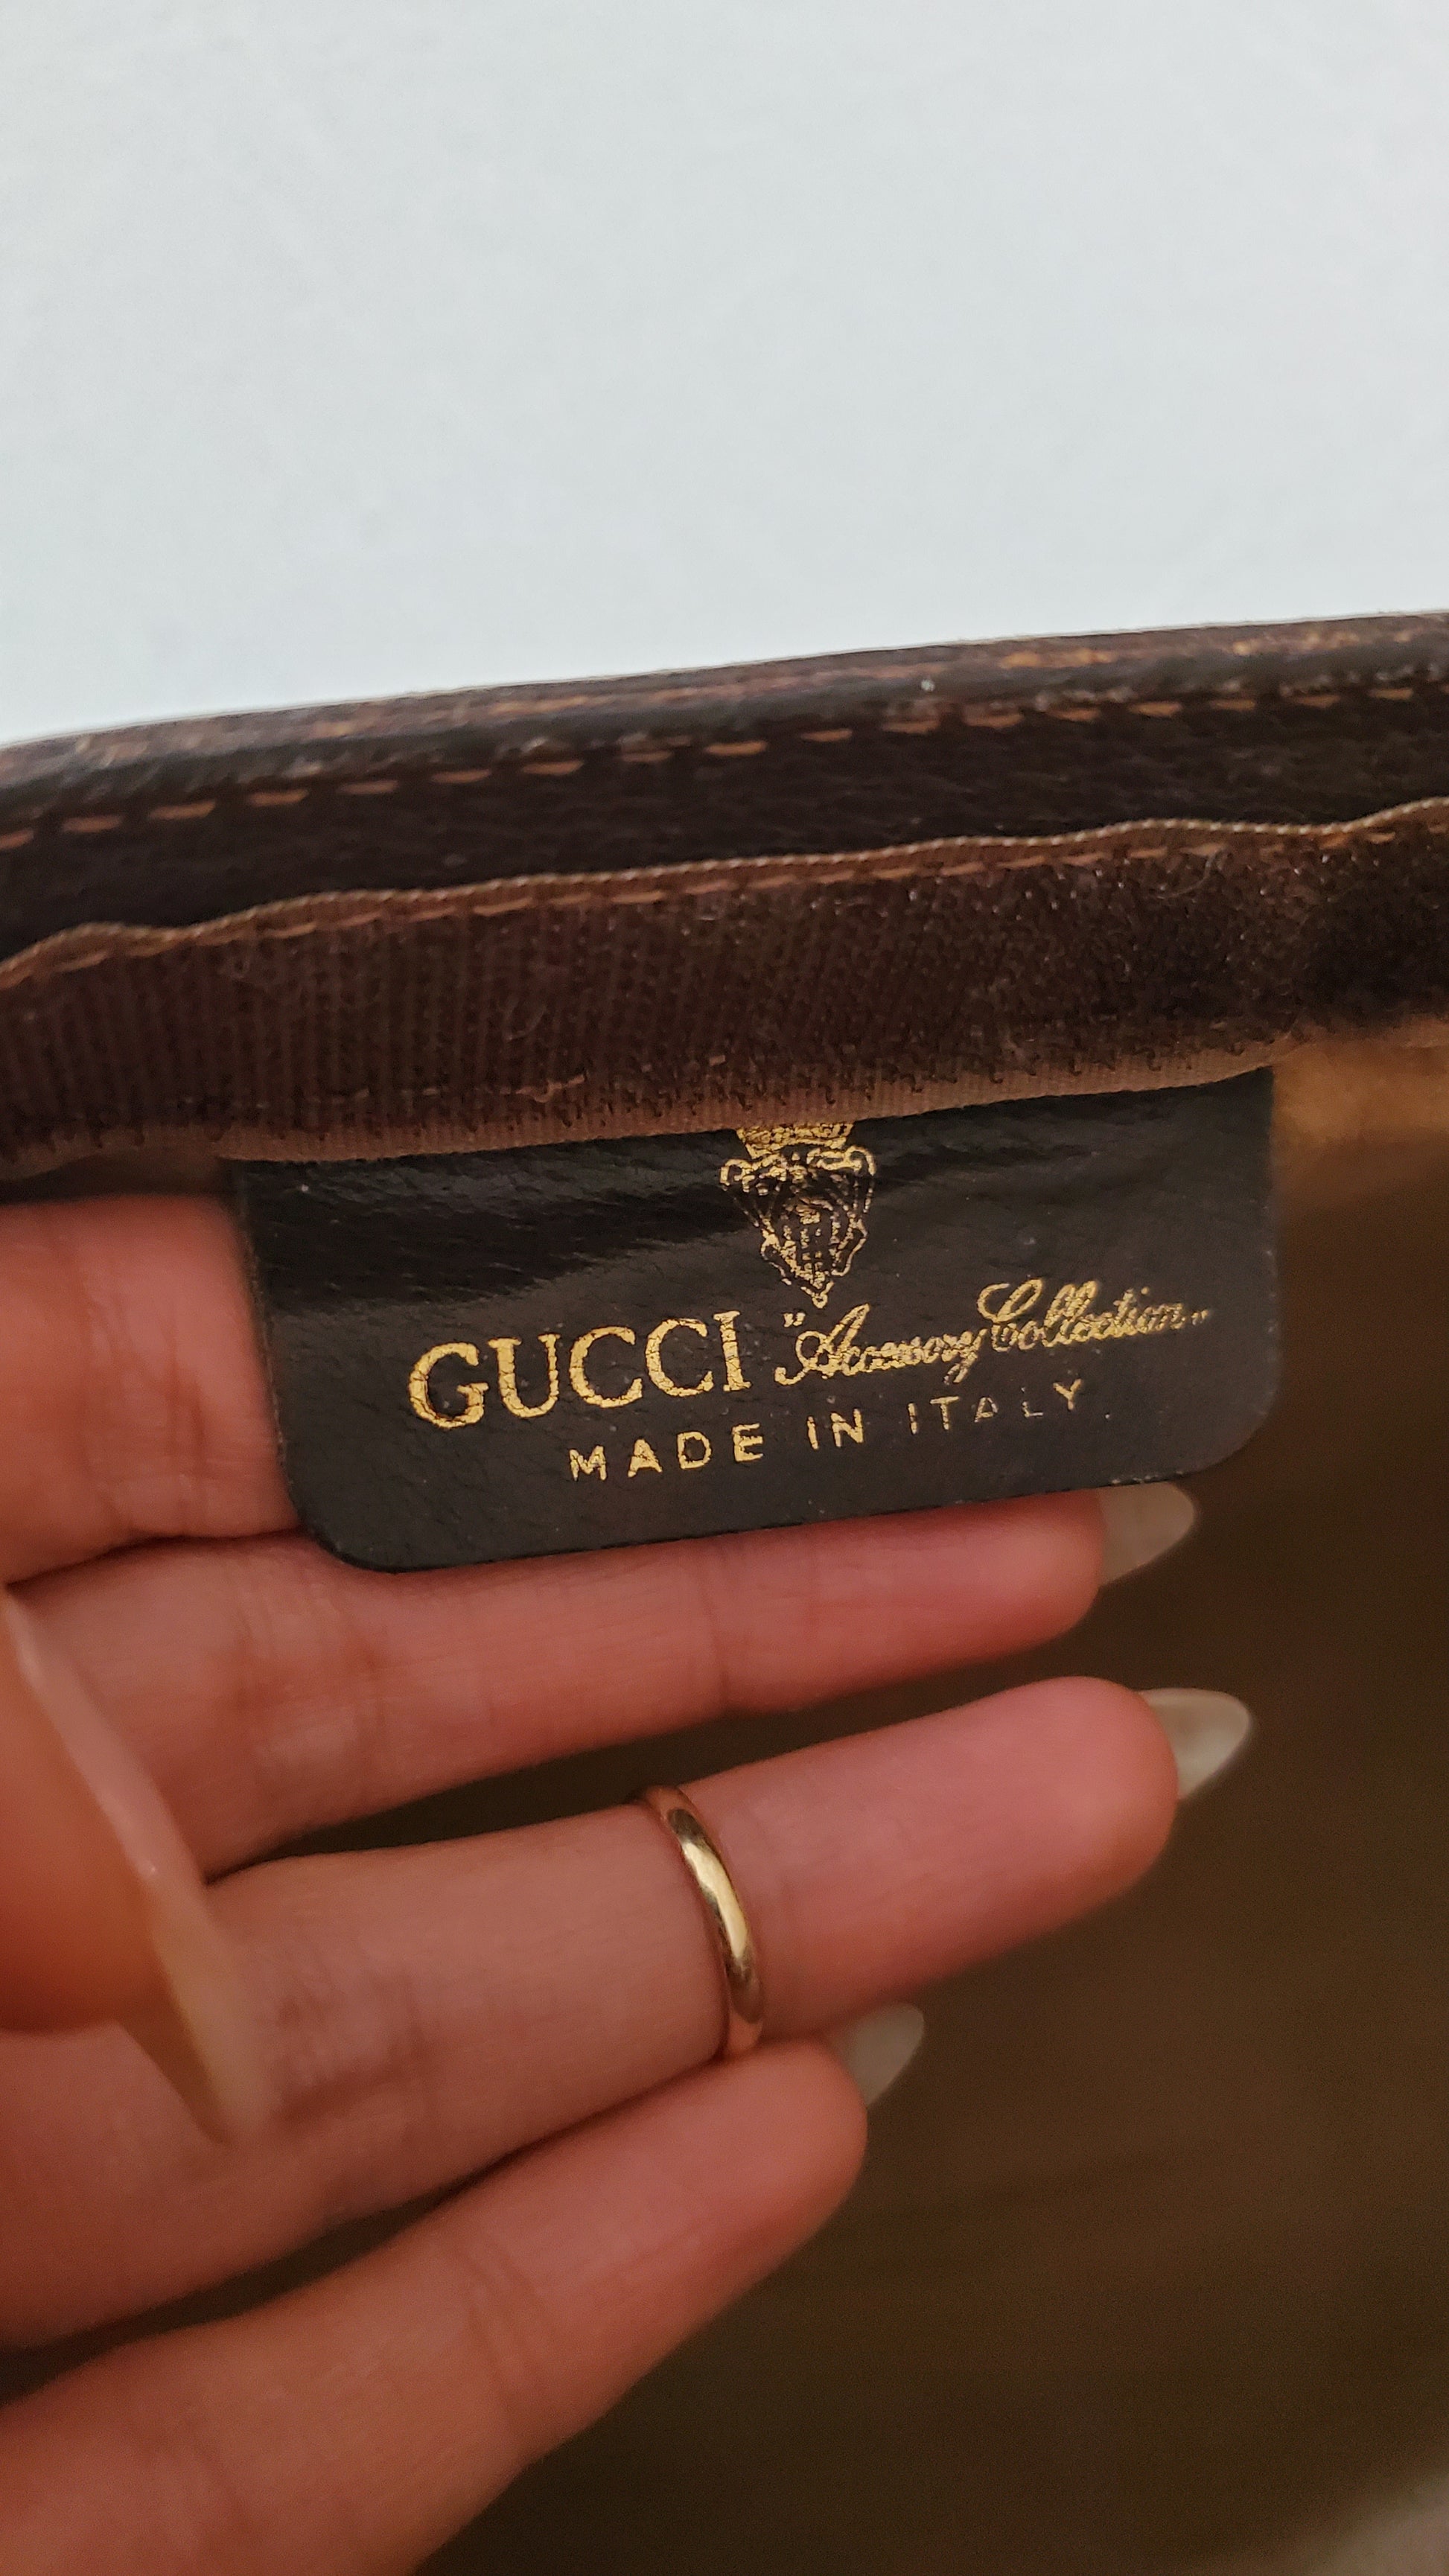 GUCCI "Accessory Collection"
MADE IN ITALY